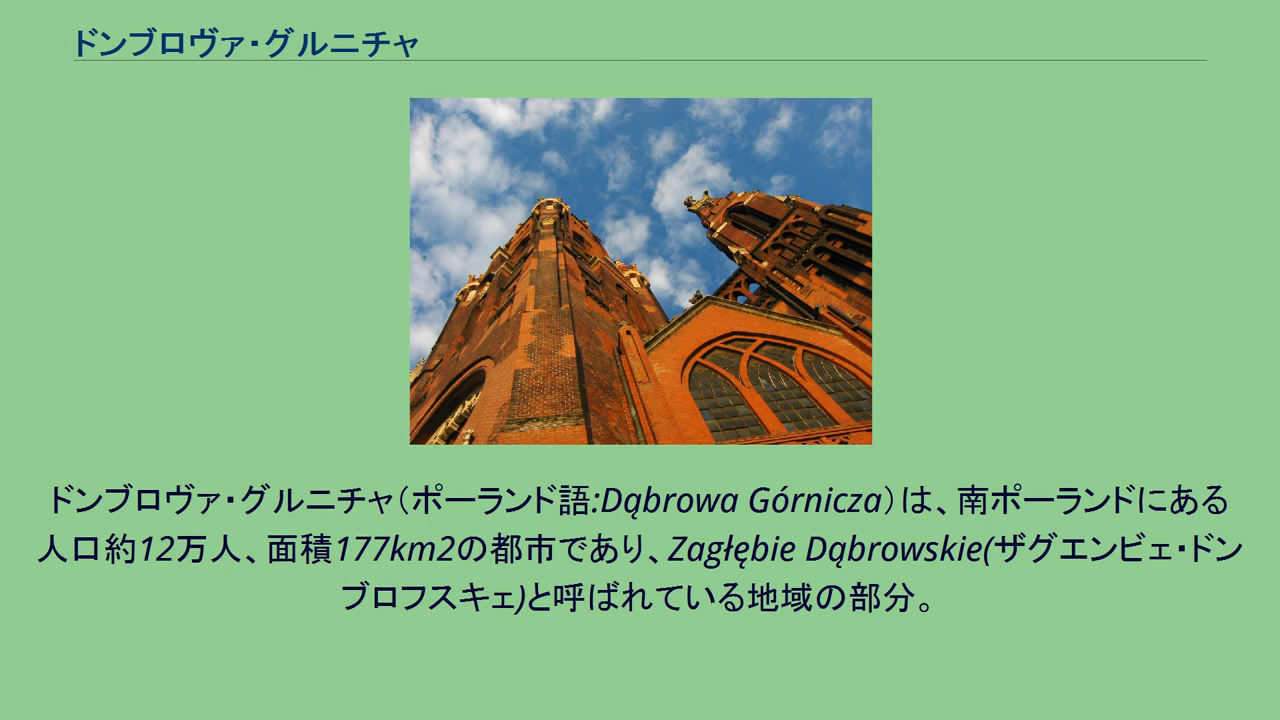 ドンブロヴァ・グルニチャ
ドンブロヴァ・グルニチャ（ポーランド語:Dąbrowa Górnicza）は、南ポーランドにある
人口約12万人、面積177km2の都市であり、Zagłębie Dąbrowskie(ザグエンビェ・ドン
ブロフスキェ)と呼ばれている地域の部分。